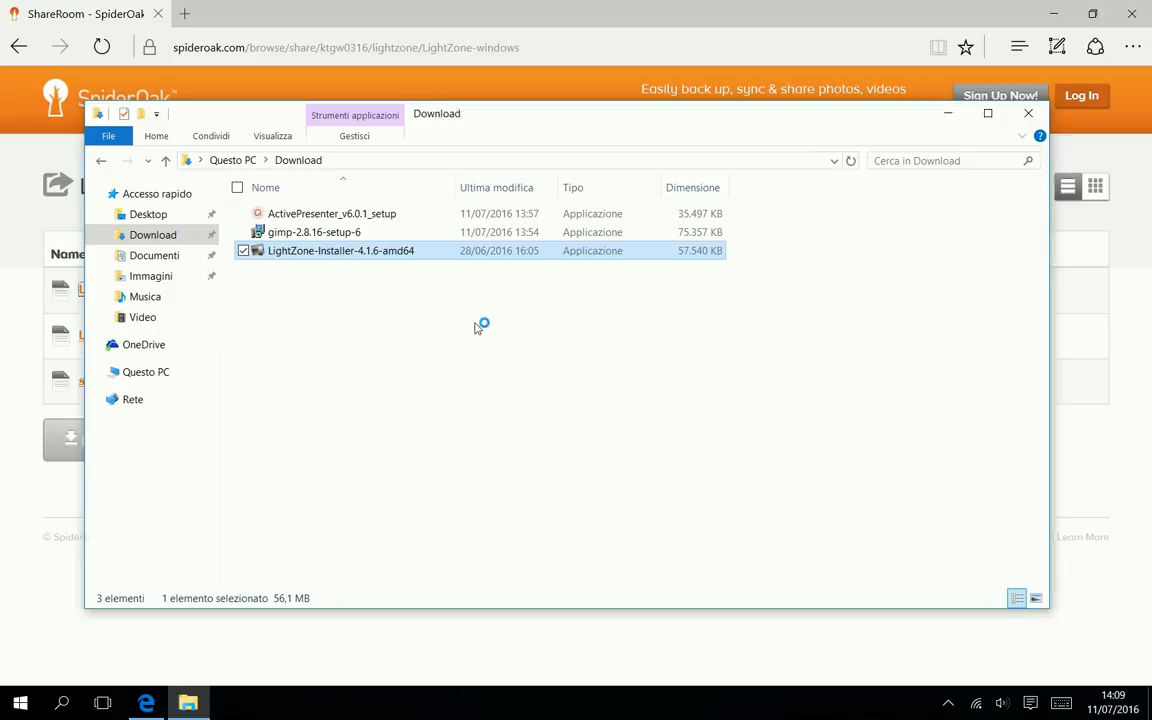 ShareRoom - SpiderOak
spideroak.com/browse/share/ktgw0316/lightzone/LightZone-windows
SpiderOak™
Easily back up, sync & share photos, videos
Sign Up Now!
Log In
Strumenti applicazioni
Download
File
Home
Condividi
Visualizza
Gestisci
Questo PC > Download
Cerca in Download
Nome
Ultima modifica
Tipo
Dimensione
Accesso rapido
Desktop
Download
Documenti
Immagini
Musica
Video
OneDrive
Questo PC
Rete
ActivePresenter_v6.0.1_setup 11/07/2016 13:57 Applicazione 35.497 KB
gimp-2.8.16-setup-6 11/07/2016 13:54 Applicazione 75.357 KB
LightZone-Installer-4.1.6-amd64 28/06/2016 16:05 Applicazione 57.540 KB
Name
3 elementi 1 elemento selezionato 56,1 MB
© Spider
Learn More
14:09
11/07/2016